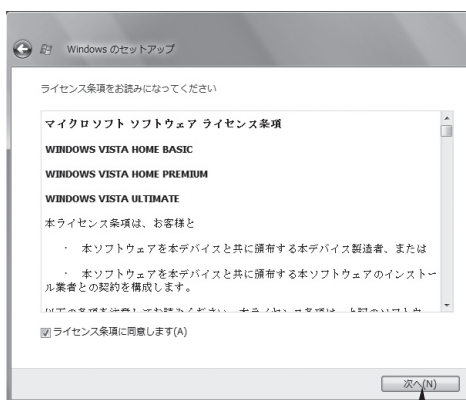 Windows のセットアップ
ライセンス条項をお読みになってください
マイクロソフト ソフトウェア ライセンス条項
WINDOWS VISTA HOME BASIC
WINDOWS VISTA HOME PREMIUM
WINDOWS VISTA ULTIMATE
本ライセンス条項は、お客様と
・ 本ソフトウェアを本デバイスと共に頒布する本デバイス製造者、または
・ 本ソフトウェアを本デバイスと共に頒布する本ソフトウェアのインストー
ル業者との契約を構成します。
ライセンス条項に同意します(A)
次へ(N)